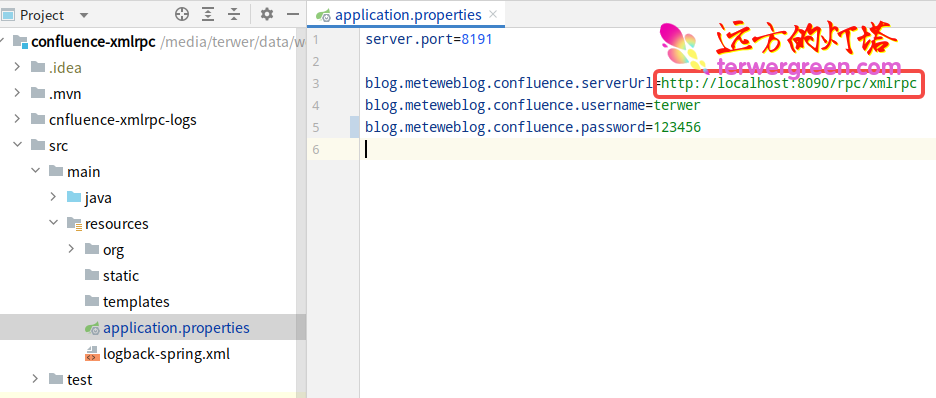 Project
application.properties
confluence-xmlrpc /media/terwer/data/w
.idea
.mvn
cnfluence-xmlrpc-logs
src
main
java
resources
org
static
templates
application.properties
logback-spring.xml
test
1 server.port=8191
2
3 blog.meteweblog.confluence.serverUrl=http://localhost:8090/rpc/xmlrpc
4 blog.meteweblog.confluence.username=terwer
5 blog.meteweblog.confluence.password=123456
6
远方的灯塔
terwergreen.com